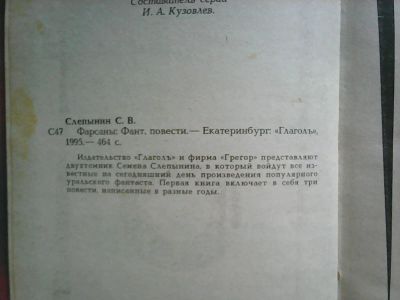 Составитель серии
И. А. Кузовлев.
Слепынин С. В.
С47 Фарсаны: Фант. повести.— Екатеринбург: «Глаголъ»,
1995.— 464 с.
Издательство «Глаголъ» и фирма «Грегор» представляют
двухтомник Семена Слепынина, в который войдут все из-
вестные на сегодняшний день произведения популярного
уральского фантаста. Первая книга включает в себя три
повести, написанные в разные годы.